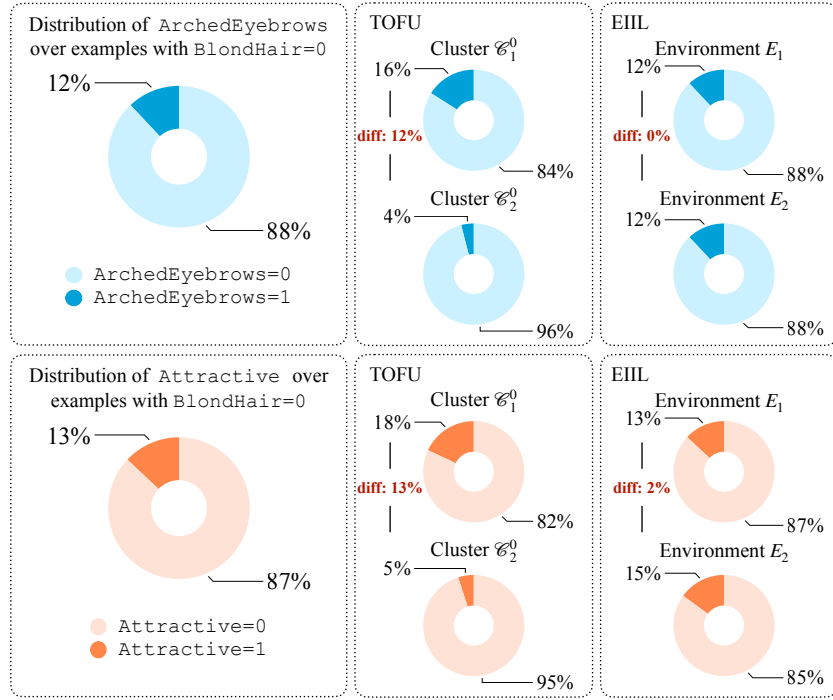 Distribution of ArchedEyebrows
over examples with BlondHair=0
12%
88%
ArchedEyebrows=0
ArchedEyebrows=1
TOFU
Cluster 𝒞₁⁰
16%
diff: 12%
84%
Cluster 𝒞₂⁰
4%
96%
EIIL
Environment E₁
12%
diff: 0%
88%
Environment E₂
12%
88%
Distribution of Attractive over
examples with BlondHair=0
13%
87%
Attractive=0
Attractive=1
TOFU
Cluster 𝒞₁⁰
18%
diff: 13%
82%
Cluster 𝒞₂⁰
5%
95%
EIIL
Environment E₁
13%
diff: 2%
87%
Environment E₂
15%
85%